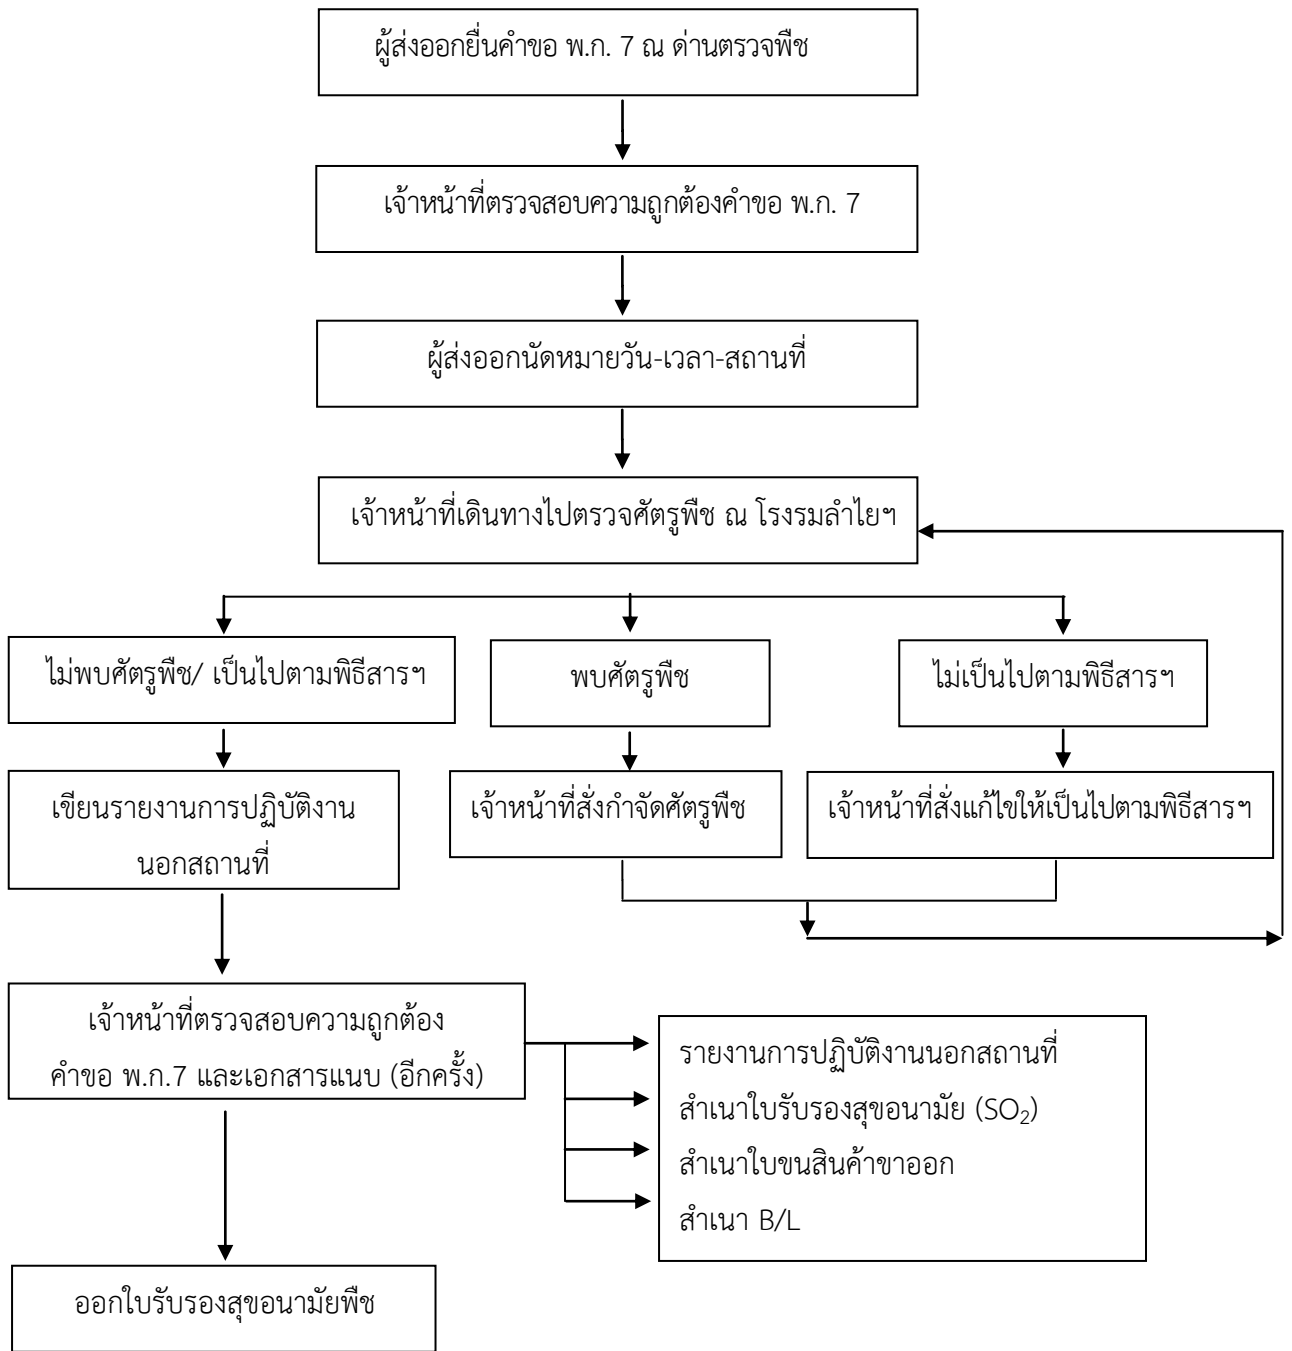 ผู้ส่งออกยื่นคำขอ พ.ก. 7 ณ ด่านตรวจพืช
เจ้าหน้าที่ตรวจสอบความถูกต้องคำขอ พ.ก. 7
ผู้ส่งออกนัดหมายวัน-เวลา-สถานที่
เจ้าหน้าที่เดินทางไปตรวจศัตรูพืช ณ โรงรมลำไยฯ
ไม่พบศัตรูพืช/ เป็นไปตามพิธีสารฯ
พบศัตรูพืช
ไม่เป็นไปตามพิธีสารฯ
เขียนรายงานการปฏิบัติงาน
นอกสถานที่
เจ้าหน้าที่สั่งกำจัดศัตรูพืช
เจ้าหน้าที่สั่งแก้ไขให้เป็นไปตามพิธีสารฯ
เจ้าหน้าที่ตรวจสอบความถูกต้อง
คำขอ พ.ก.7 และเอกสารแนบ (อีกครั้ง)
รายงานการปฏิบัติงานนอกสถานที่
สำเนาใบรับรองสุขอนามัย (SO₂)
สำเนาใบขนสินค้าขาออก
สำเนา B/L
ออกใบรับรองสุขอนามัยพืช